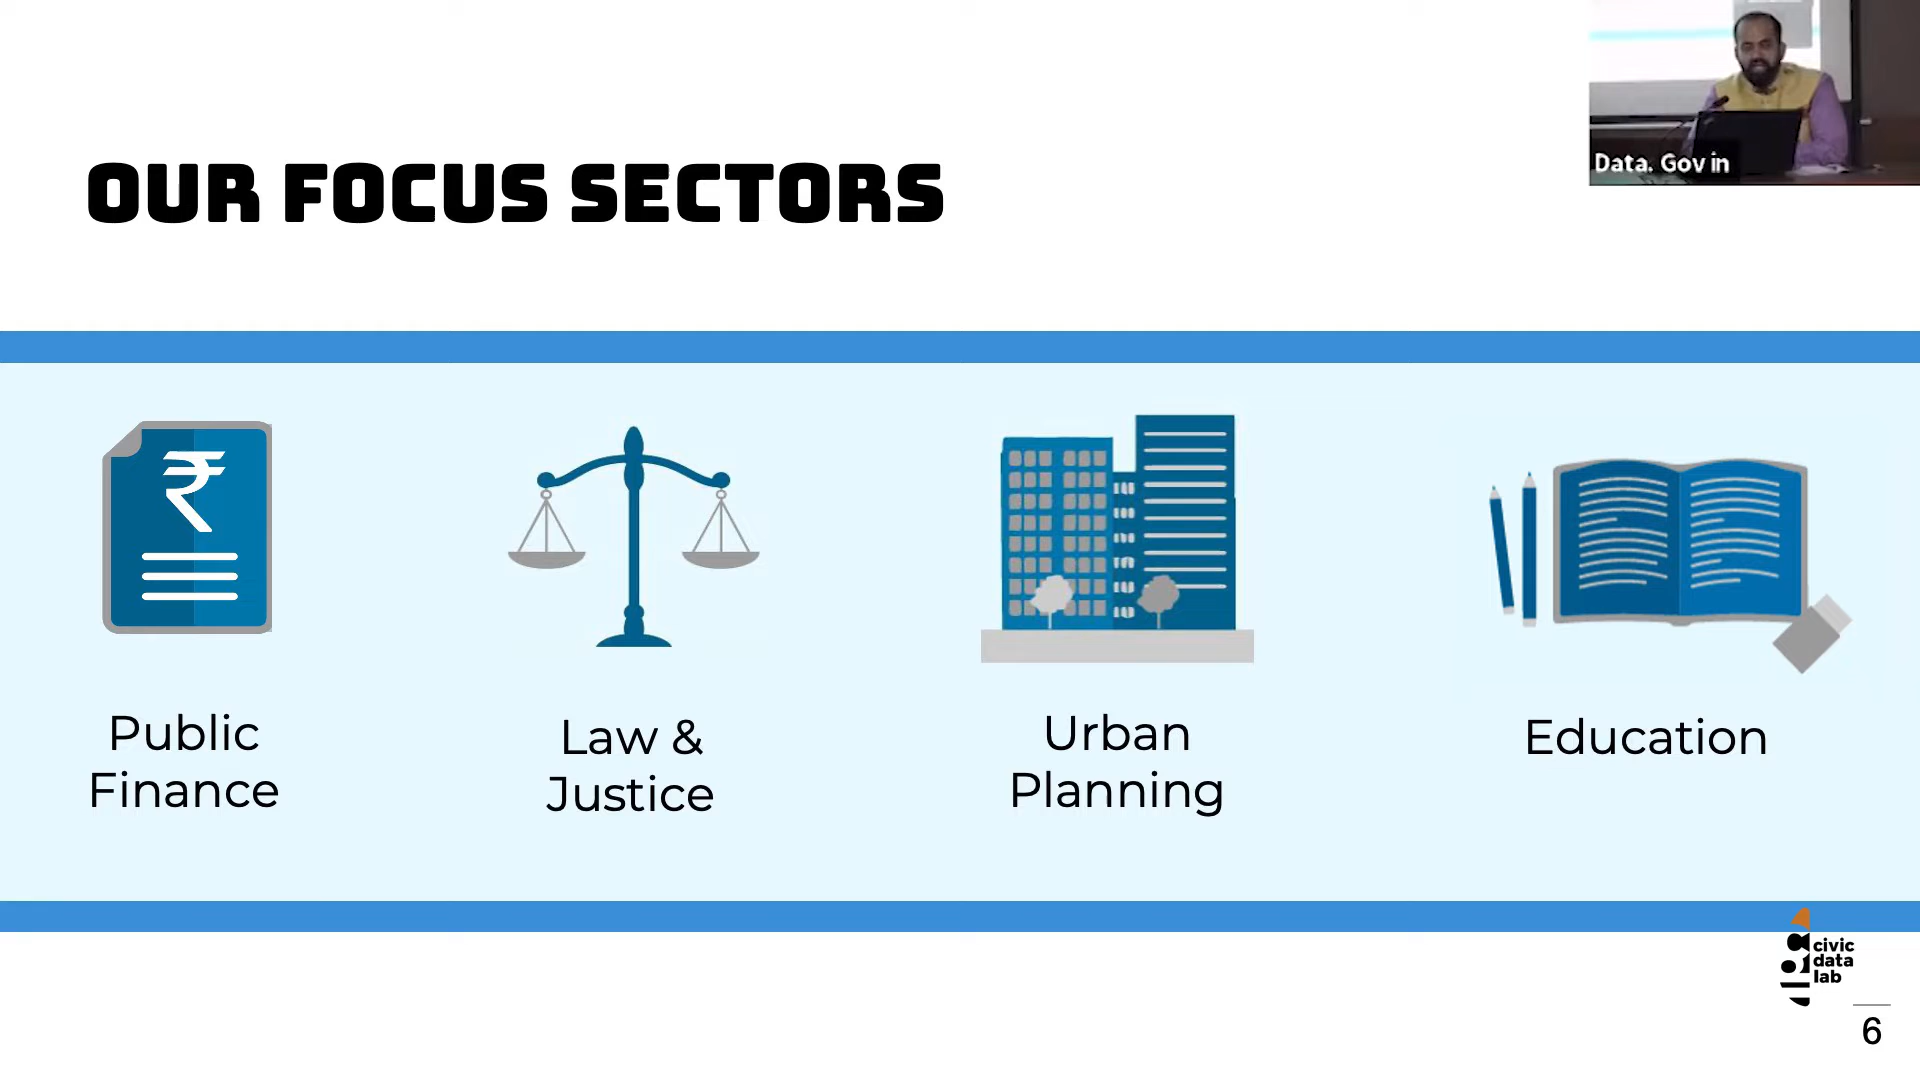 Data. Gov in
OUR FOCUS SECTORS
₹
Public
Finance
Law &
Justice
Urban
Planning
Education
civic
data
lab
6